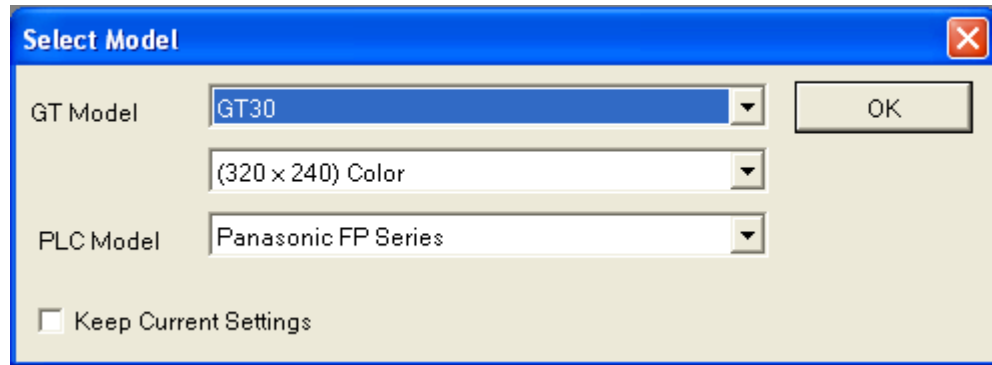 Select Model
GT Model GT30 OK
(320 x 240) Color
PLC Model Panasonic FP Series
Keep Current Settings